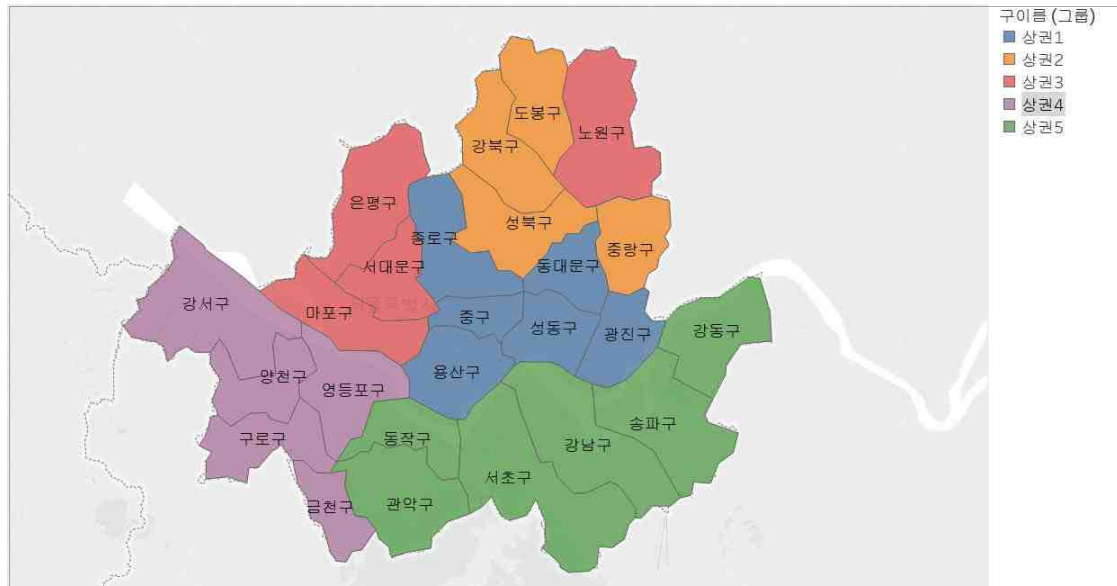 구이름 (그룹)
상권1
상권2
상권3
상권4
상권5
도봉구
노원구
강북구
은평구
성북구
종로구
중랑구
동대문구
서대문구
강서구
마포구
중구
성동구
광진구
강동구
용산구
양천구
영등포구
송파구
구로구
동작구
강남구
서초구
금천구
관악구